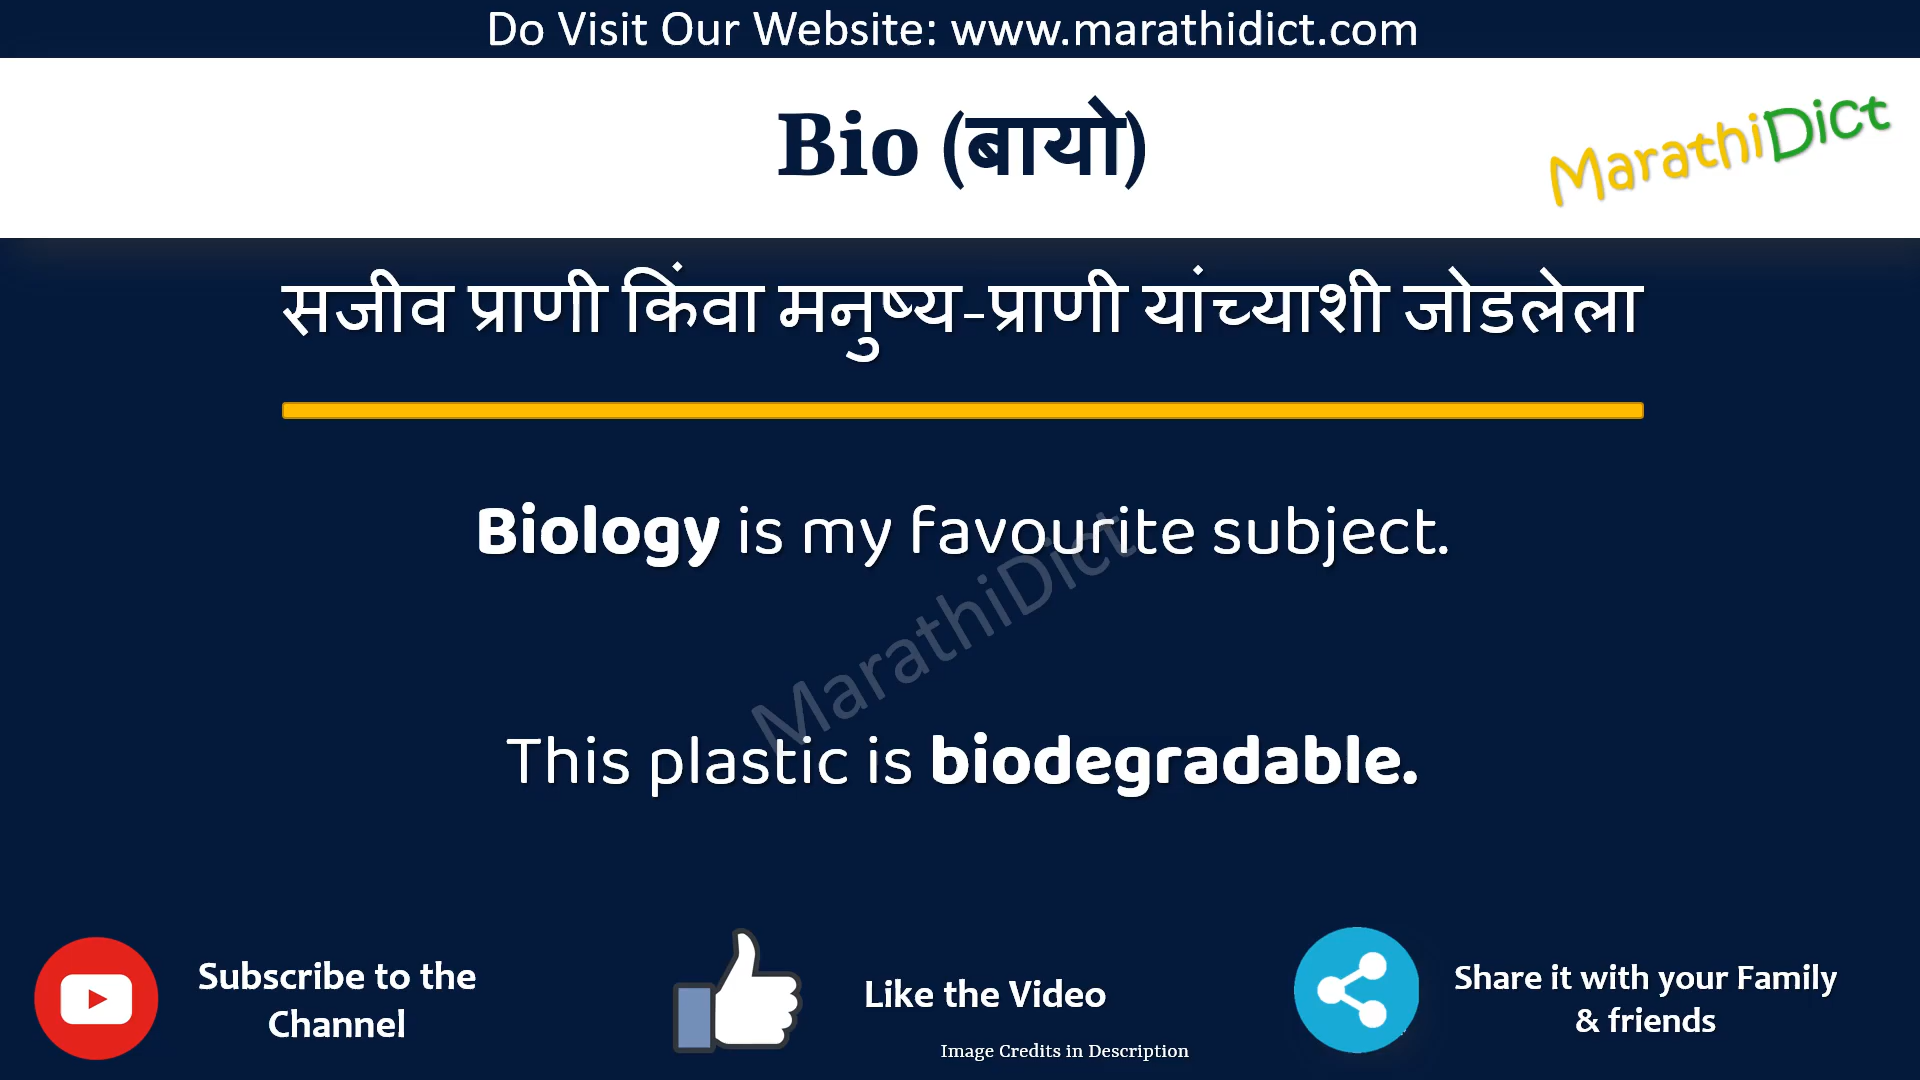 Do Visit Our Website: www.marathidict.com
Bio (बायो)
MarathiDict
सजीव प्राणी किंवा मनुष्य-प्राणी यांच्याशी जोडलेला
Biology is my favourite subject.
MarathiDict
This plastic is biodegradable.
Subscribe to the
Channel
Like the Video
Share it with your Family
& friends
Image Credits in Description